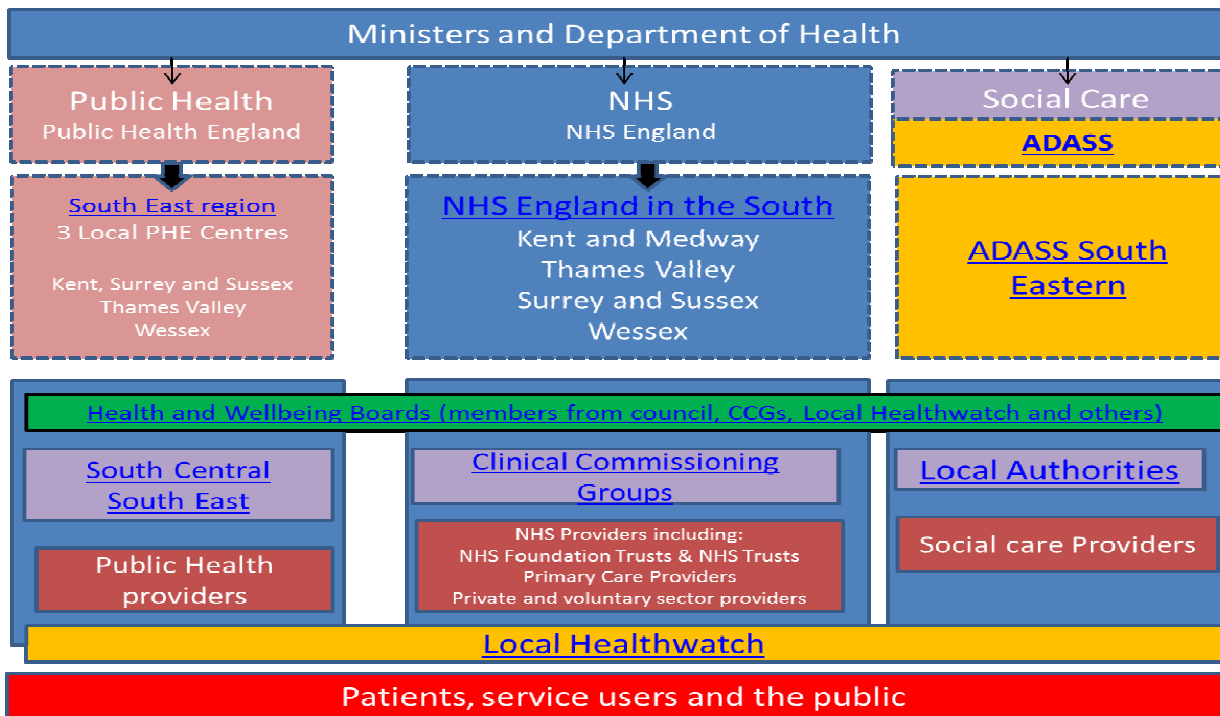 Ministers and Department of Health
Public Health
Public Health England
NHS
NHS England
Social Care
ADASS
South East region
3 Local PHE Centres
Kent, Surrey and Sussex
Thames Valley
Wessex
NHS England in the South
Kent and Medway
Thames Valley
Surrey and Sussex
Wessex
ADASS South
Eastern
Health and Wellbeing Boards (members from council, CCGs, Local Healthwatch and others)
South Central
South East
Public Health
providers
Clinical Commissioning
Groups
NHS Providers including:
NHS Foundation Trusts & NHS Trusts
Primary Care Providers
Private and voluntary sector providers
Local Authorities
Social care Providers
Local Healthwatch
Patients, service users and the public